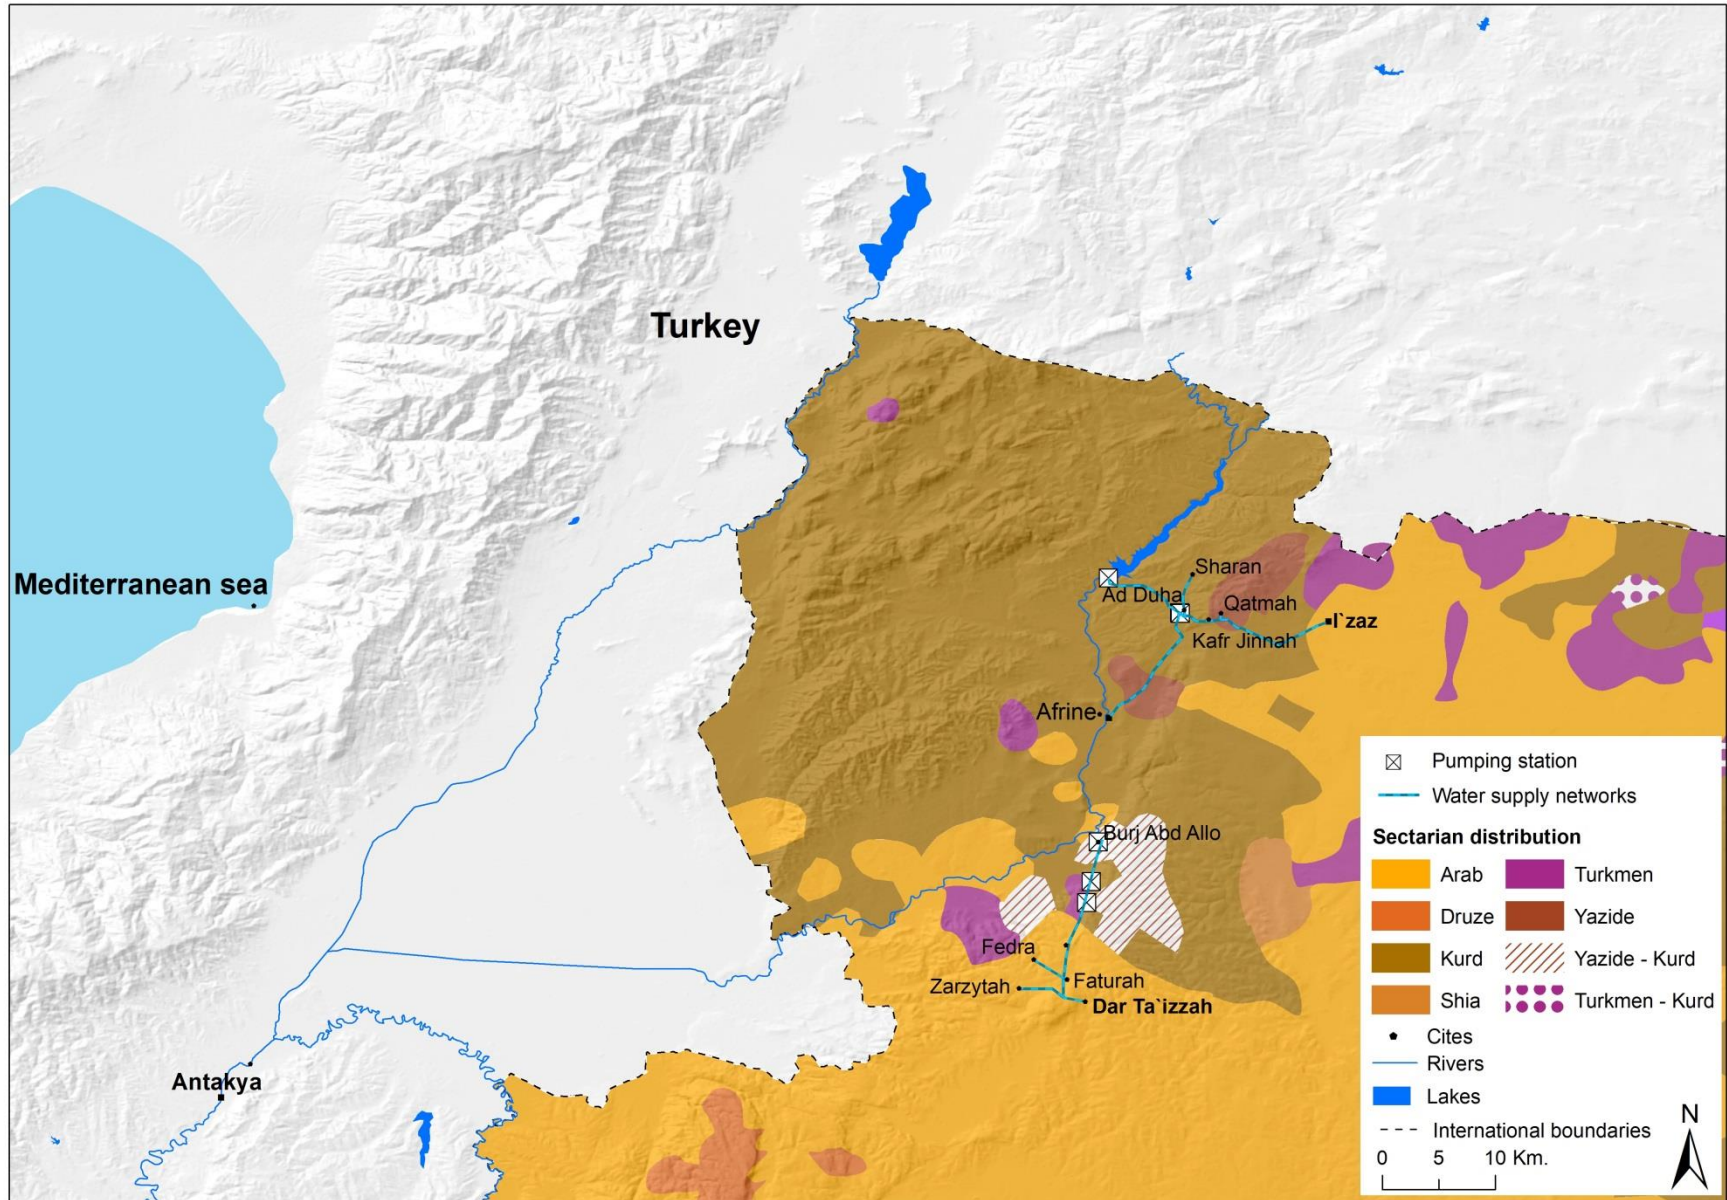 Turkey
Mediterranean sea
Sharan
Ad Duha
Qatmah
I`zaz
Kafr Jinnah
Afrine
Burj Abd Allo
Fedra
Faturah
Zarzytah
Dar Ta`izzah
Antakya
Pumping station
Water supply networks
Sectarian distribution
Arab
Turkmen
Druze
Yazide
Kurd
Yazide - Kurd
Shia
Turkmen - Kurd
Cites
Rivers
Lakes
International boundaries
N
0 5 10 Km.